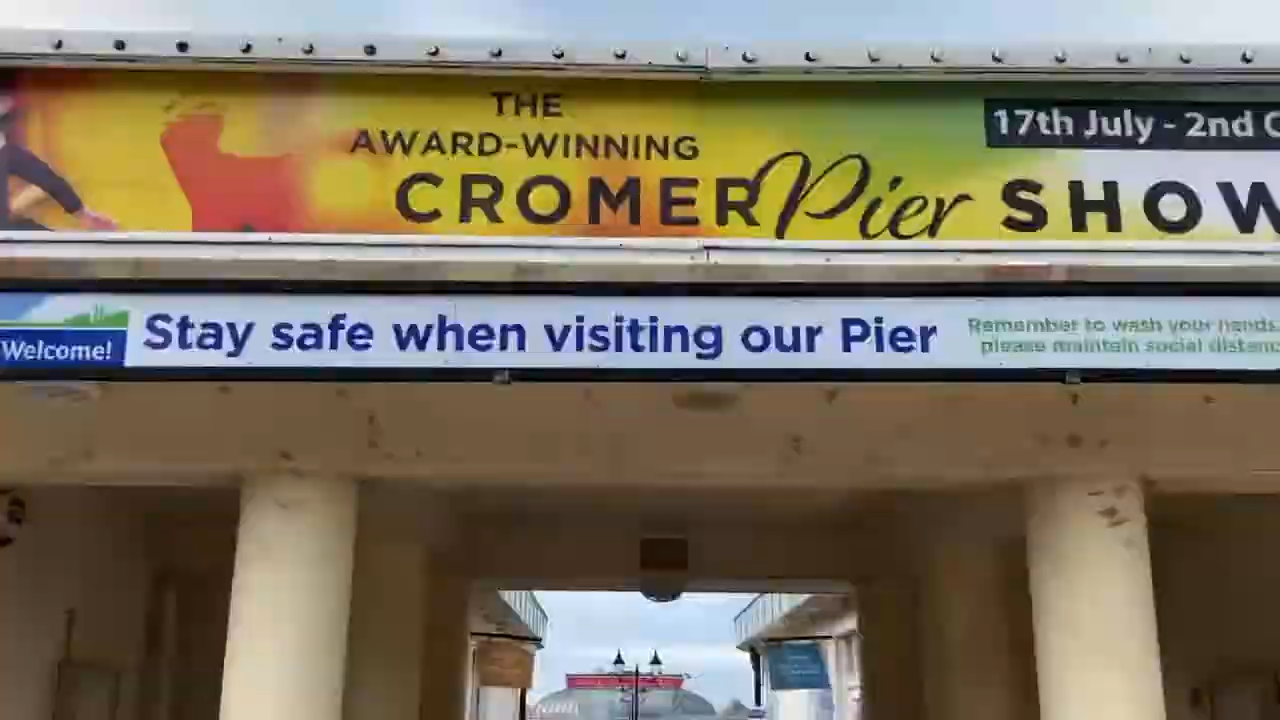 THE
AWARD-WINNING
CROMER Pier SHOW
17th July - 2nd
Welcome!
Stay safe when visiting our Pier
Remember to wash your hands
please maintain social distanc